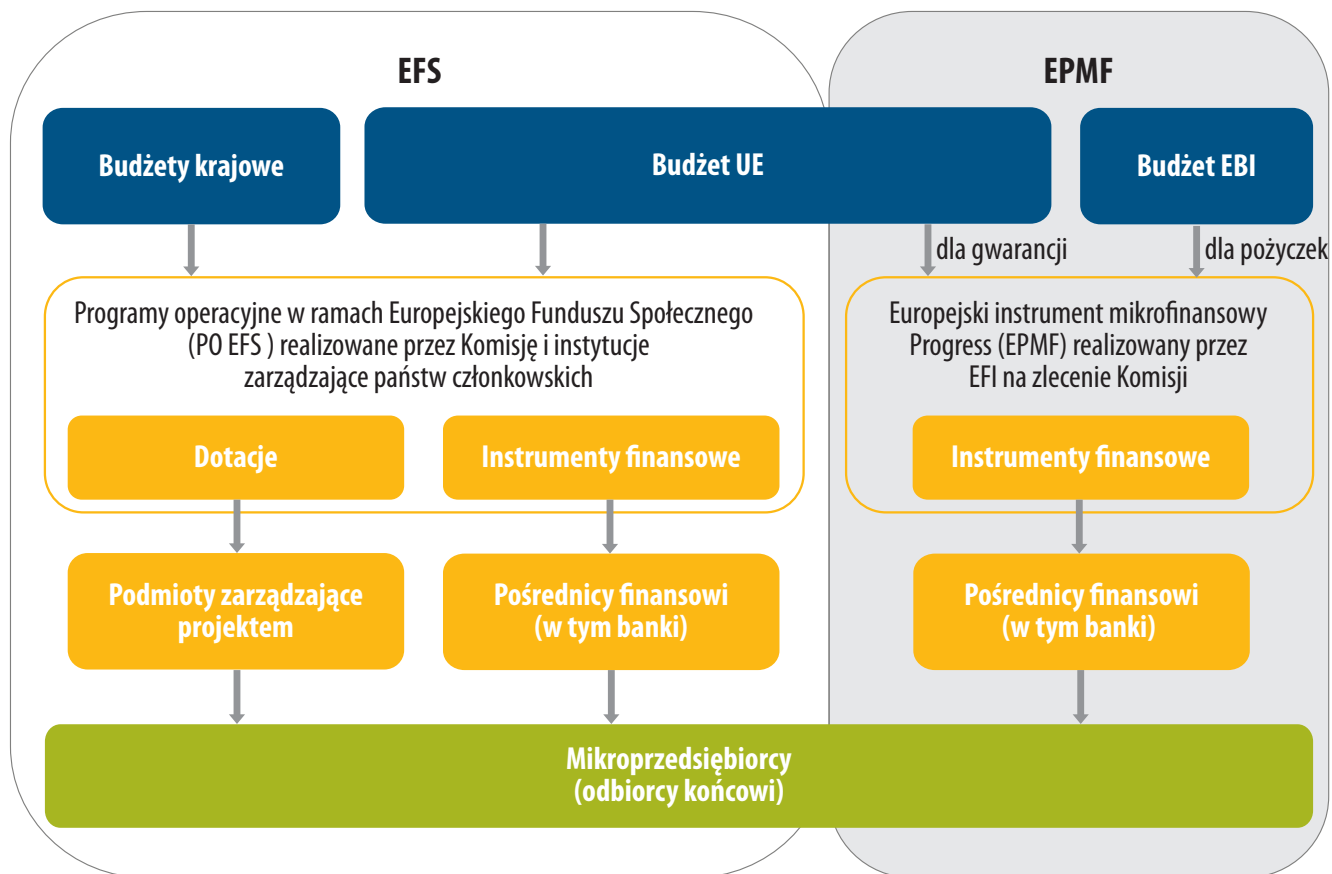 EFS
EPMF
Budżety krajowe
Budżet UE
Budżet EBI
dla gwarancji
dla pożyczek
Programy operacyjne w ramach Europejskiego Funduszu Społecznego
(PO EFS ) realizowane przez Komisję i instytucje
zarządzające państw członkowskich
Europejski instrument mikrofinansowy
Progress (EPMF) realizowany przez
EFI na zlecenie Komisji
Dotacje
Instrumenty finansowe
Instrumenty finansowe
Podmioty zarządzające
projektem
Pośrednicy finansowi
(w tym banki)
Pośrednicy finansowi
(w tym banki)
Mikroprzedsiębiorcy
(odbiorcy końcowi)